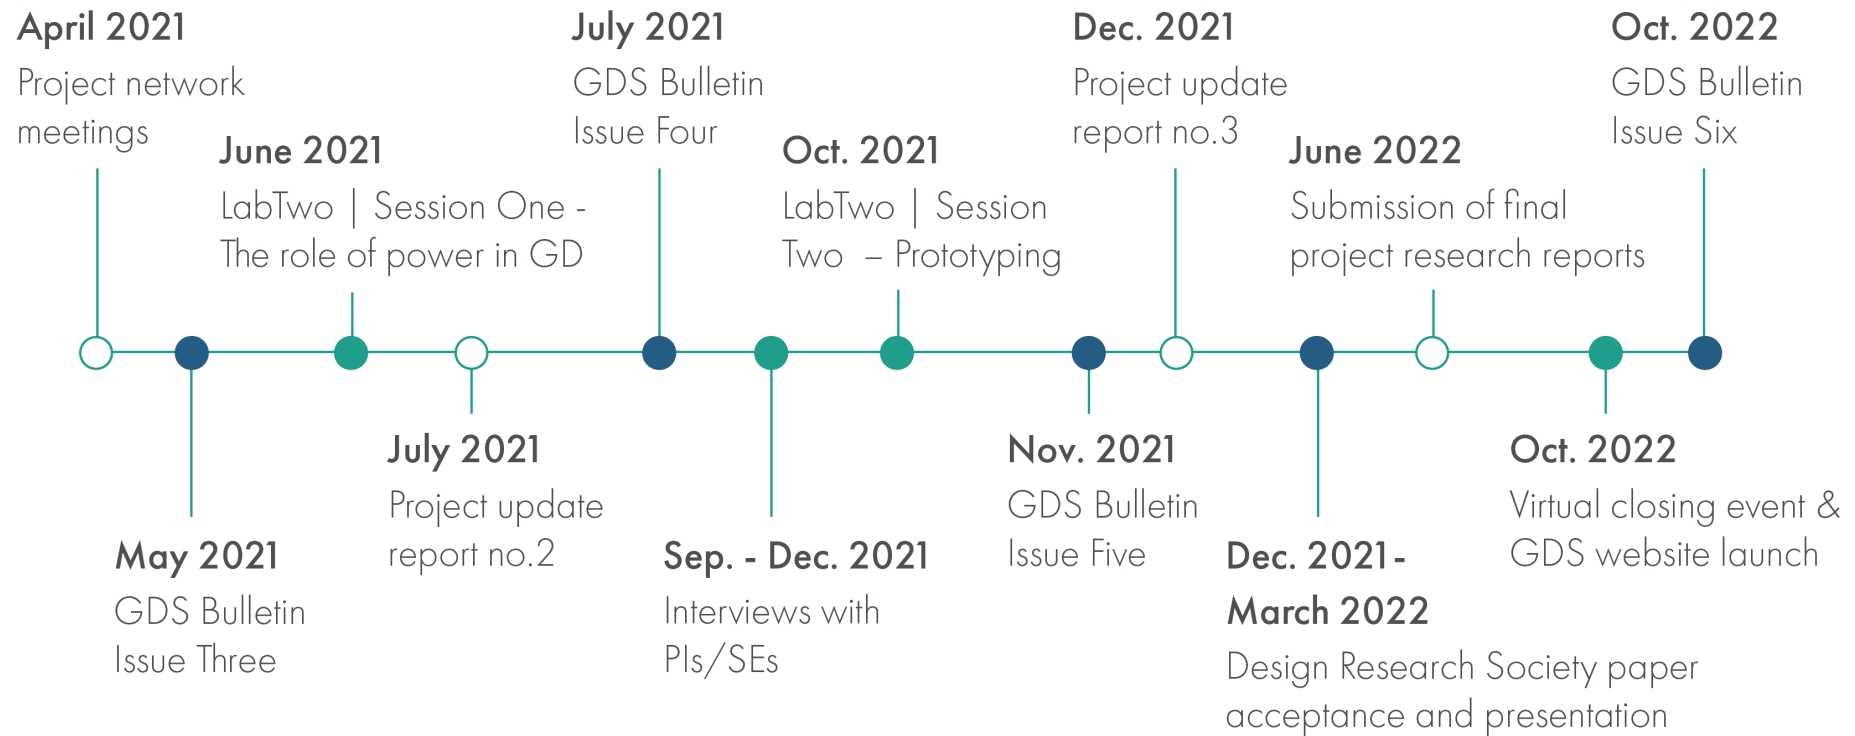 April 2021
Project network
meetings
May 2021
GDS Bulletin
Issue Three
June 2021
LabTwo | Session One -
The role of power in GD
July 2021
Project update
report no.2
July 2021
GDS Bulletin
Issue Four
Sep. - Dec. 2021
Interviews with
PIs/SEs
Oct. 2021
LabTwo | Session
Two – Prototyping
Nov. 2021
GDS Bulletin
Issue Five
Dec. 2021
Project update
report no.3
Dec. 2021-
March 2022
Design Research Society paper
acceptance and presentation
June 2022
Submission of final
project research reports
Oct. 2022
Virtual closing event &
GDS website launch
Oct. 2022
GDS Bulletin
Issue Six